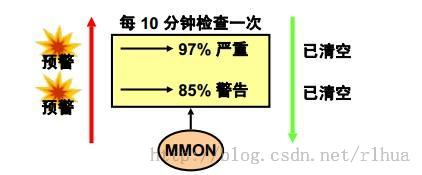 每 10 分钟检查一次
预警
97% 严重
已清空
预警
85% 警告
已清空
MMON
http://blog.csdn.net/rlhua